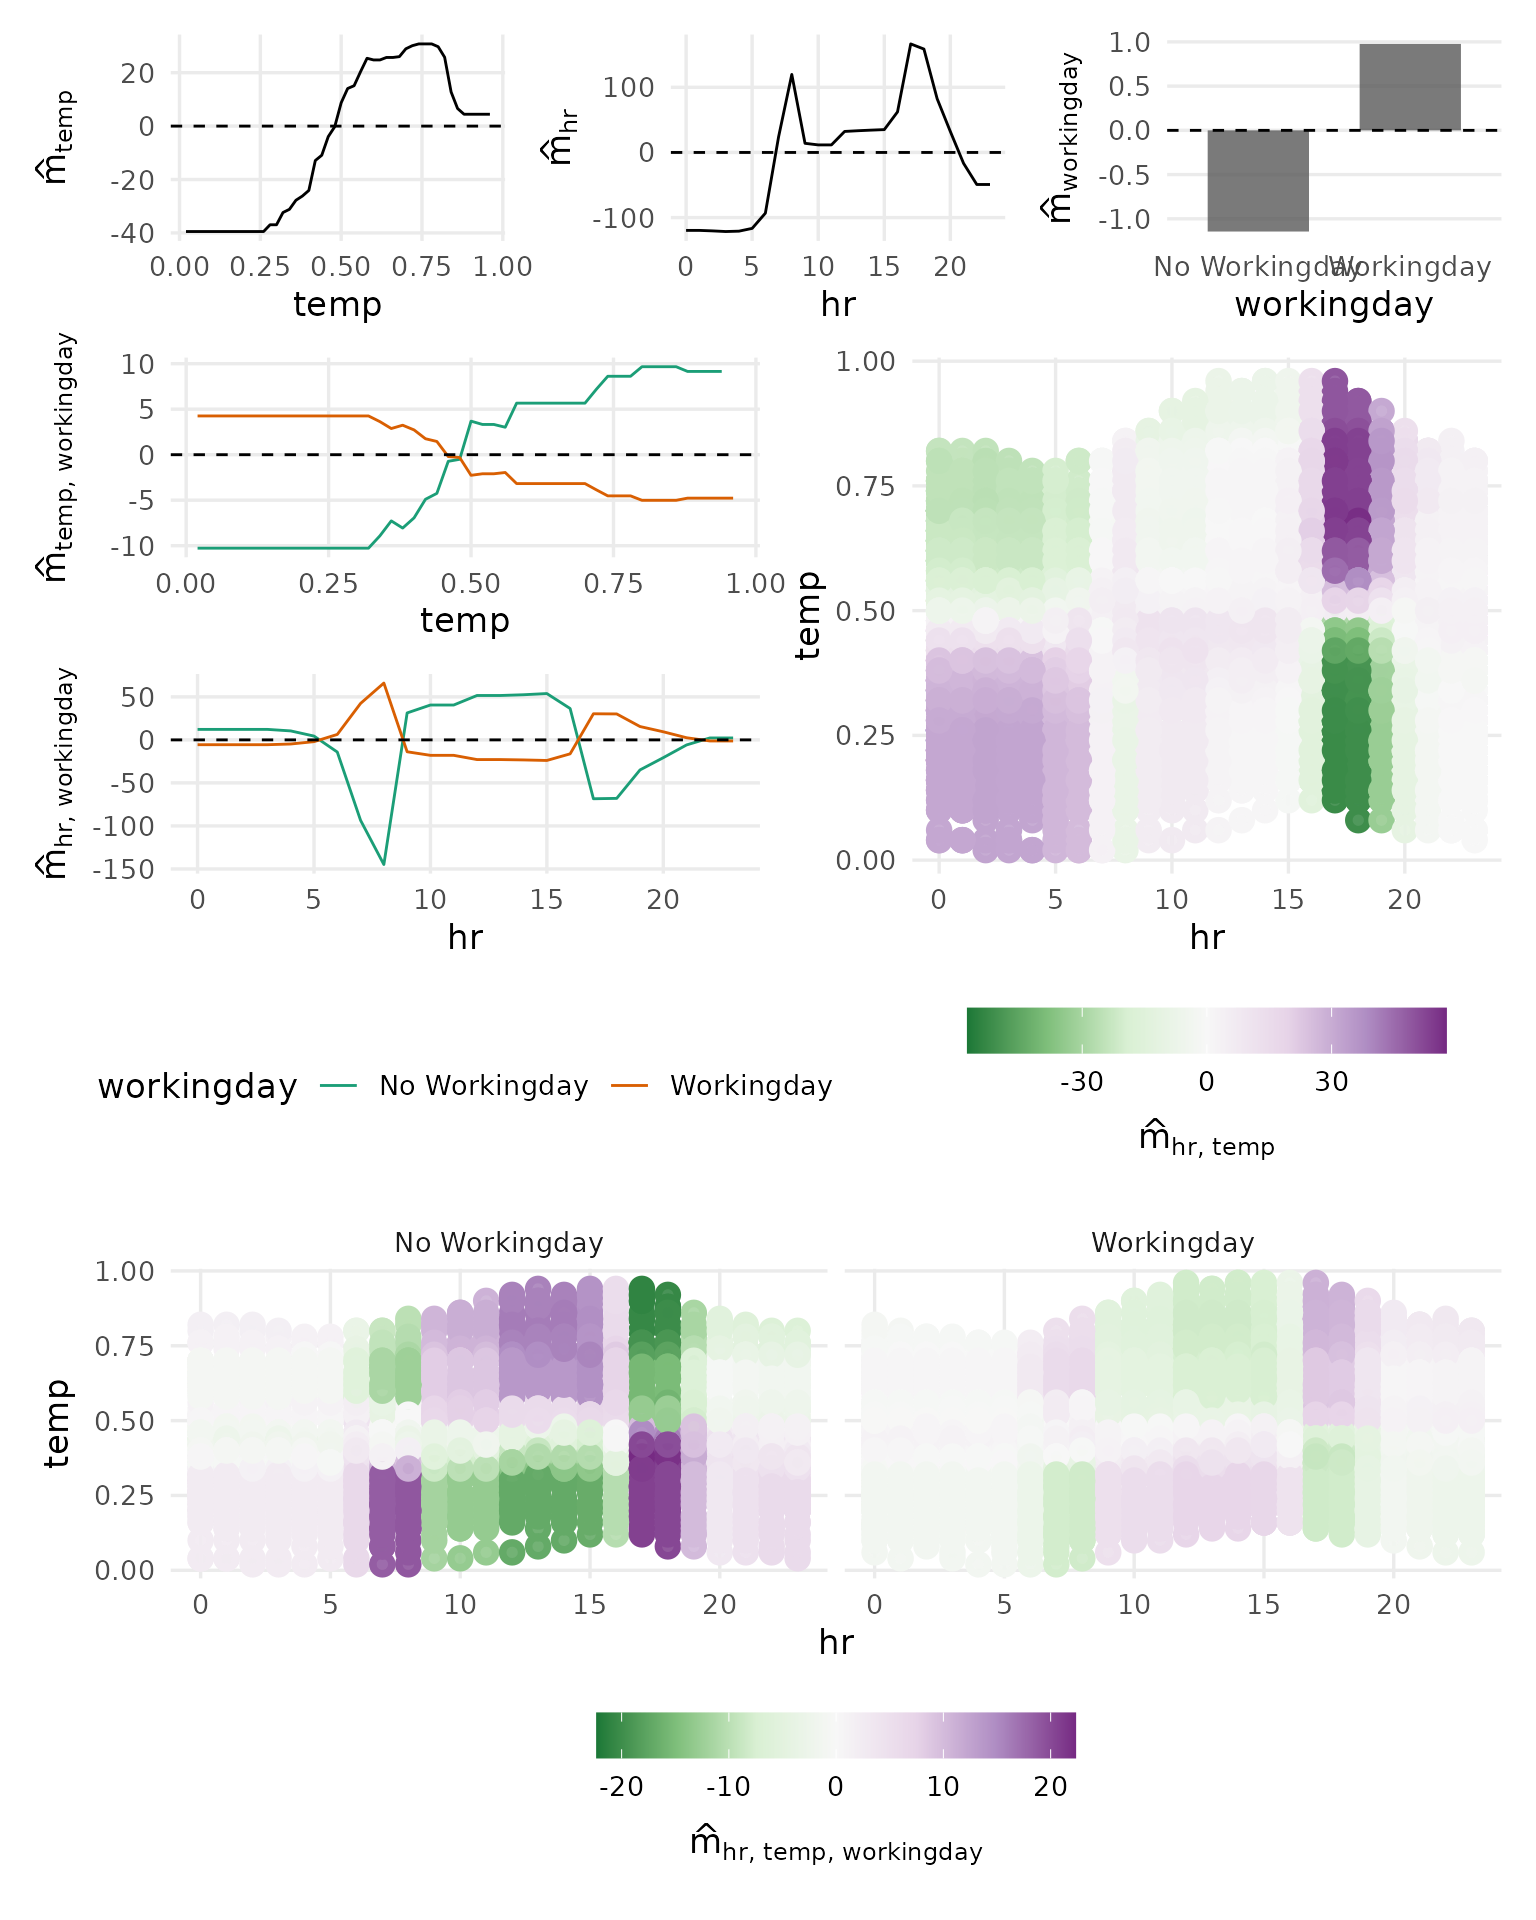 m̂temp
20
0
-20
-40
0.00 0.25 0.50 0.75 1.00
temp
m̂hr
100
0
-100
0 5 10 15 20
hr
m̂workingday
1.0
0.5
0.0
-0.5
-1.0
No Workingday Workingday
workingday
m̂temp, workingday
10
5
0
-5
-10
0.00 0.25 0.50 0.75 1.00
temp
m̂hr, workingday
50
0
-50
-100
-150
0 5 10 15 20
hr
temp
1.00
0.75
0.50
0.25
0.00
0 5 10 15 20
hr
workingday No Workingday Workingday
-30 0 30
m̂hr, temp
No Workingday Workingday
temp
1.00
0.75
0.50
0.25
0.00
0 5 10 15 20 0 5 10 15 20
hr
-20 -10 0 10 20
m̂hr, temp, workingday